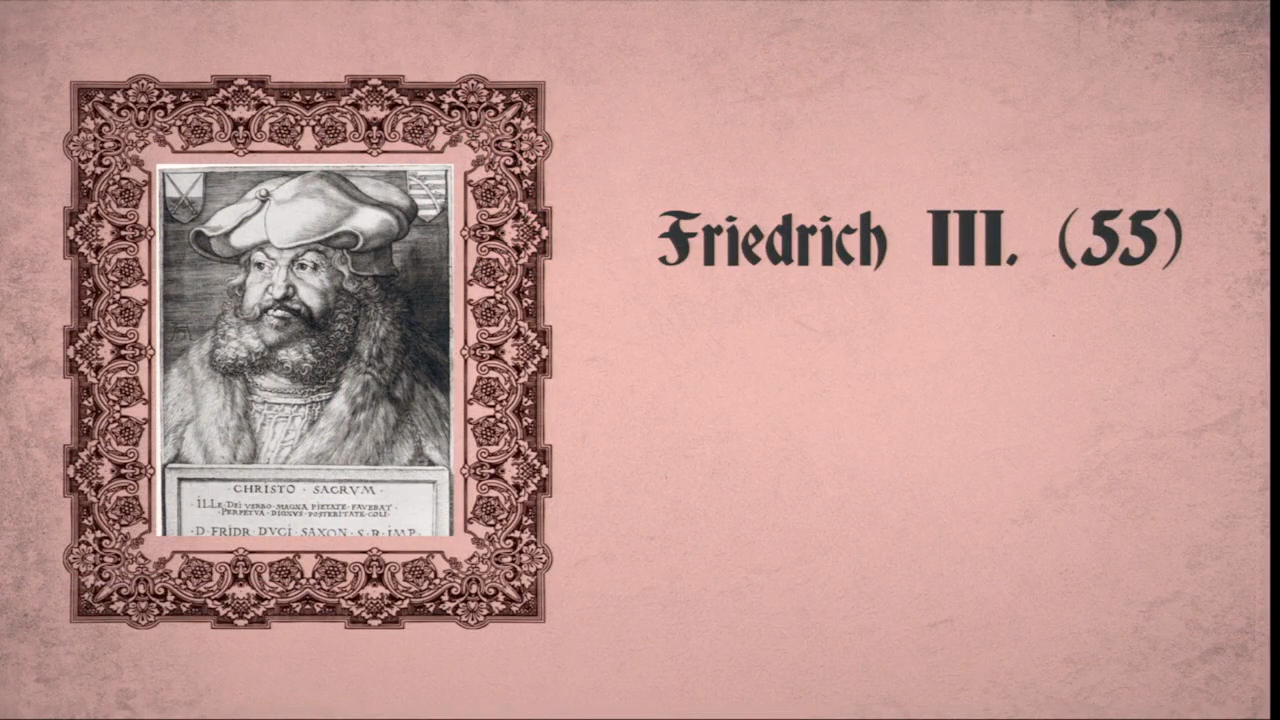 Friedrich III. (55)
·CHRISTO·SACRVM·
·ILLE·DEI VERBO·MAGNA PIETATE·FAVEBAT·
·PERPETVA·DIGNVS·POSTERITATE·COLI·
·D·FRIDR·DVCI·SAXON·S·R·IMP·